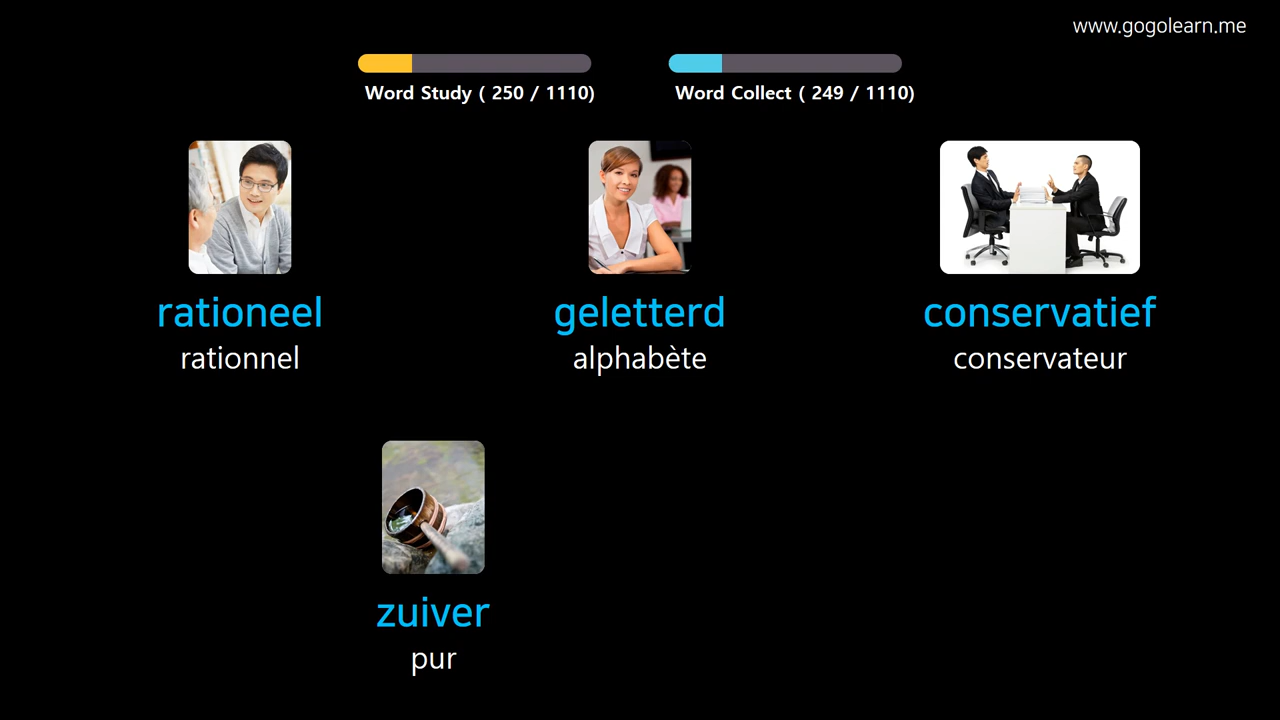 www.gogolearn.me
Word Study ( 250 / 1110)
Word Collect ( 249 / 1110)
rationeel
rationnel
geletterd
alphabète
conservatief
conservateur
zuiver
pur